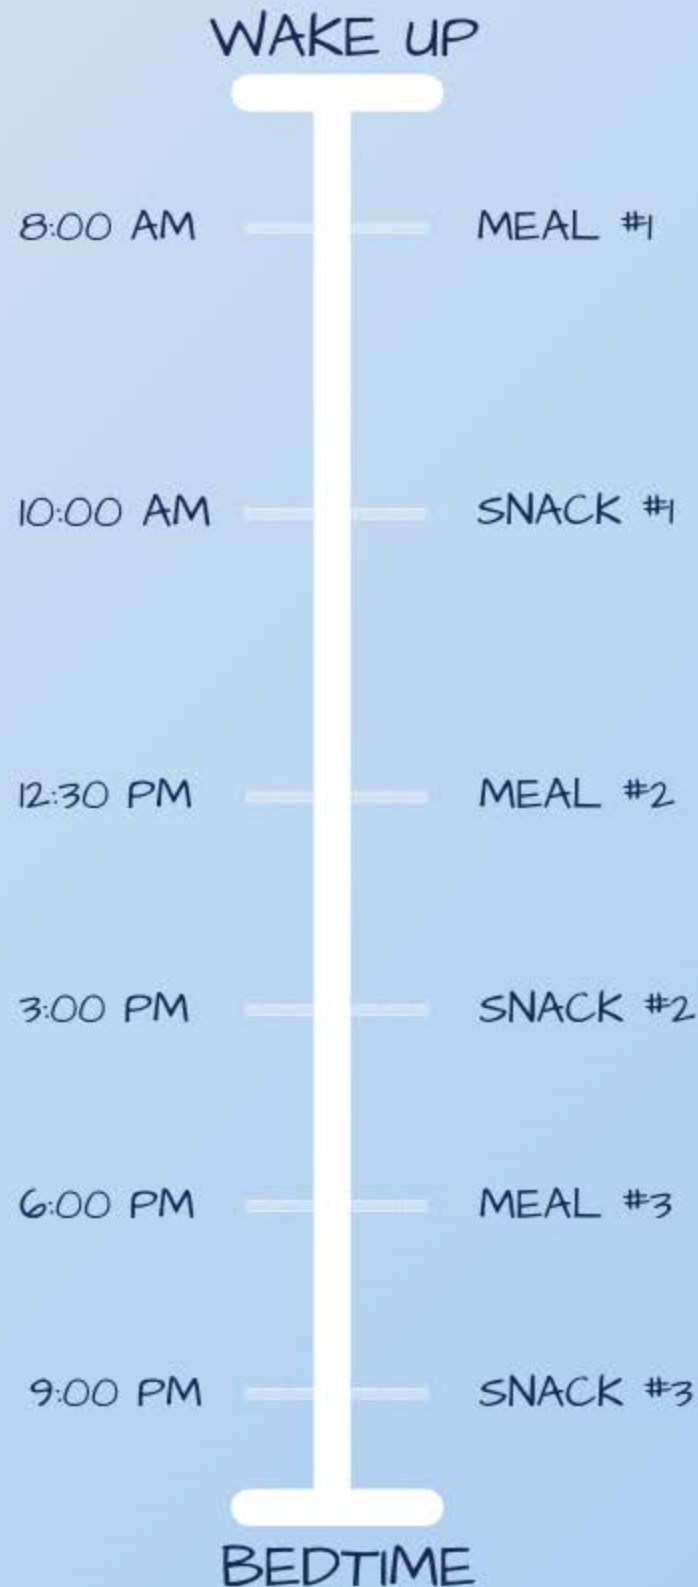 WAKE UP
8:00 AM MEAL #1
10:00 AM SNACK #1
12:30 PM MEAL #2
3:00 PM SNACK #2
6:00 PM MEAL #3
9:00 PM SNACK #3
BEDTIME